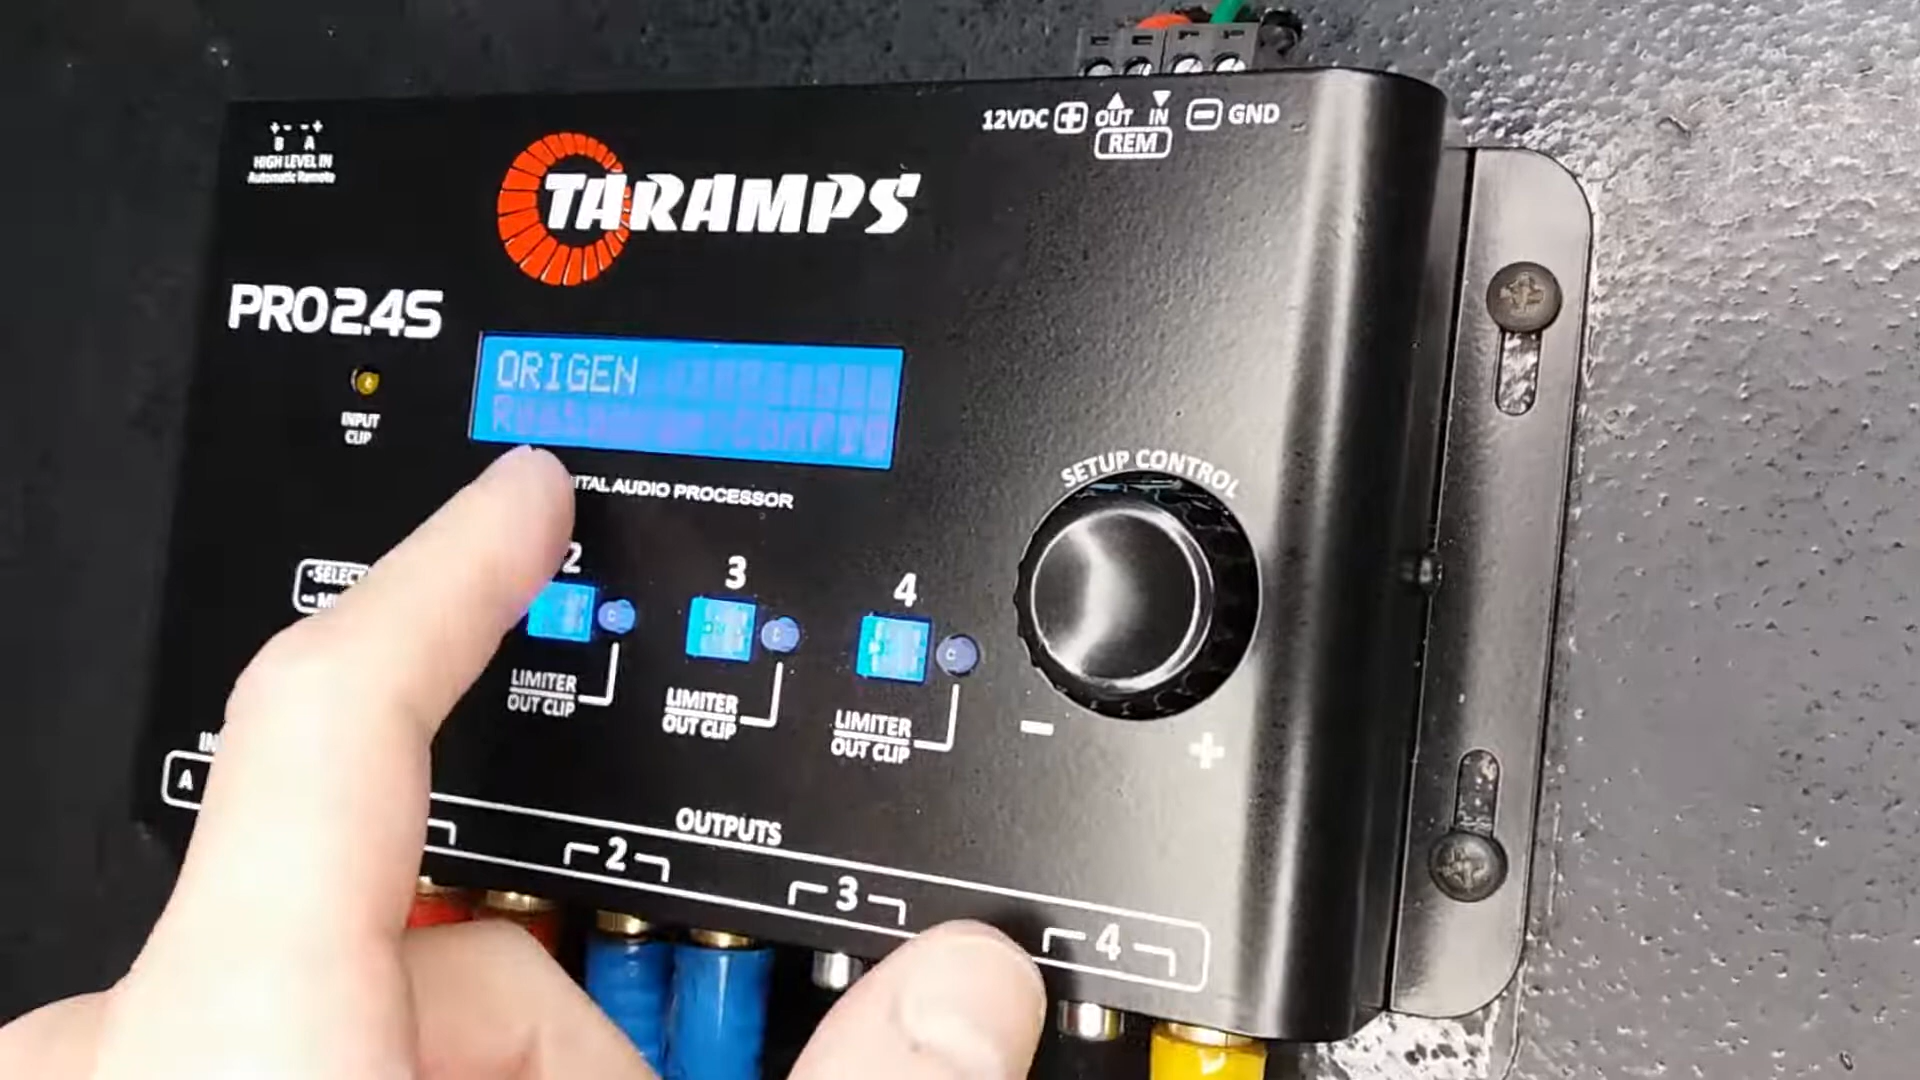 12VDC + OUT IN - GND
REM
+- -+
B A
HIGH LEVEL IN
Automatic Remote
TARAMPS
PRO2.4S
ORIGEN
INPUT
CLIP
SETUP CONTROL
ITAL AUDIO PROCESSOR
2 3 4
LIMITER
OUT CLIP
LIMITER
OUT CLIP
LIMITER
OUT CLIP
- +
A
OUTPUTS
2
3
4